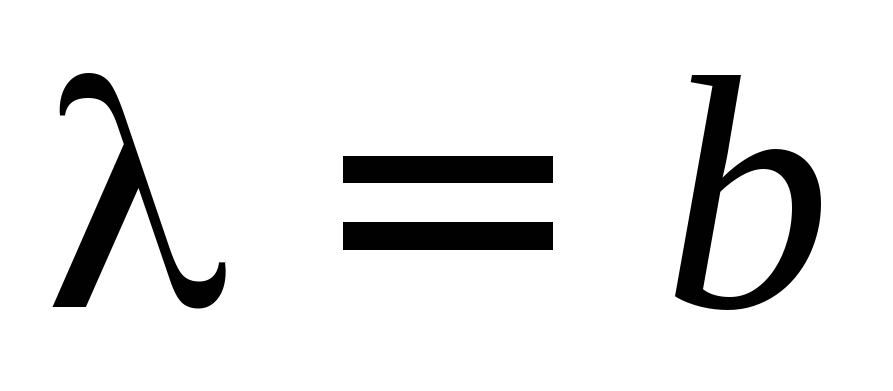 λ = b